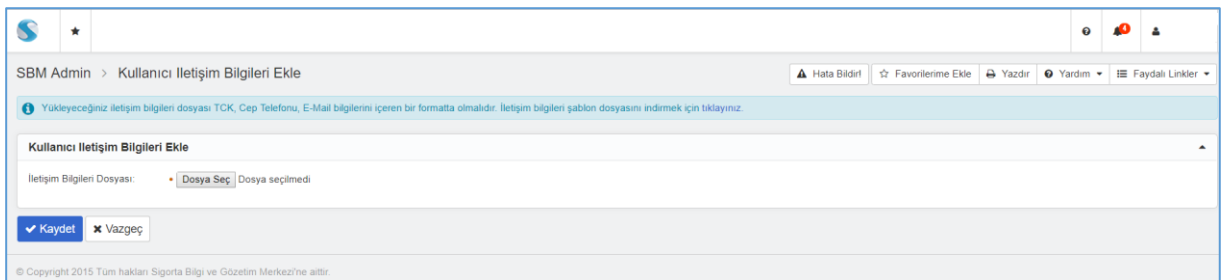 4
SBM Admin > Kullanıcı Iletişim Bilgileri Ekle
Hata Bildir! Favorilerime Ekle Yazdır Yardım Faydalı Linkler
Yükleyeceğiniz iletişim bilgileri dosyası TCK, Cep Telefonu, E-Mail bilgilerini içeren bir formatta olmalıdır. İletişim bilgileri şablon dosyasını indirmek için tıklayınız.
Kullanıcı Iletişim Bilgileri Ekle
İletişim Bilgileri Dosyası: Dosya Seç Dosya seçilmedi
Kaydet Vazgeç
© Copyright 2015 Tüm hakları Sigorta Bilgi ve Gözetim Merkezi'ne aittir.